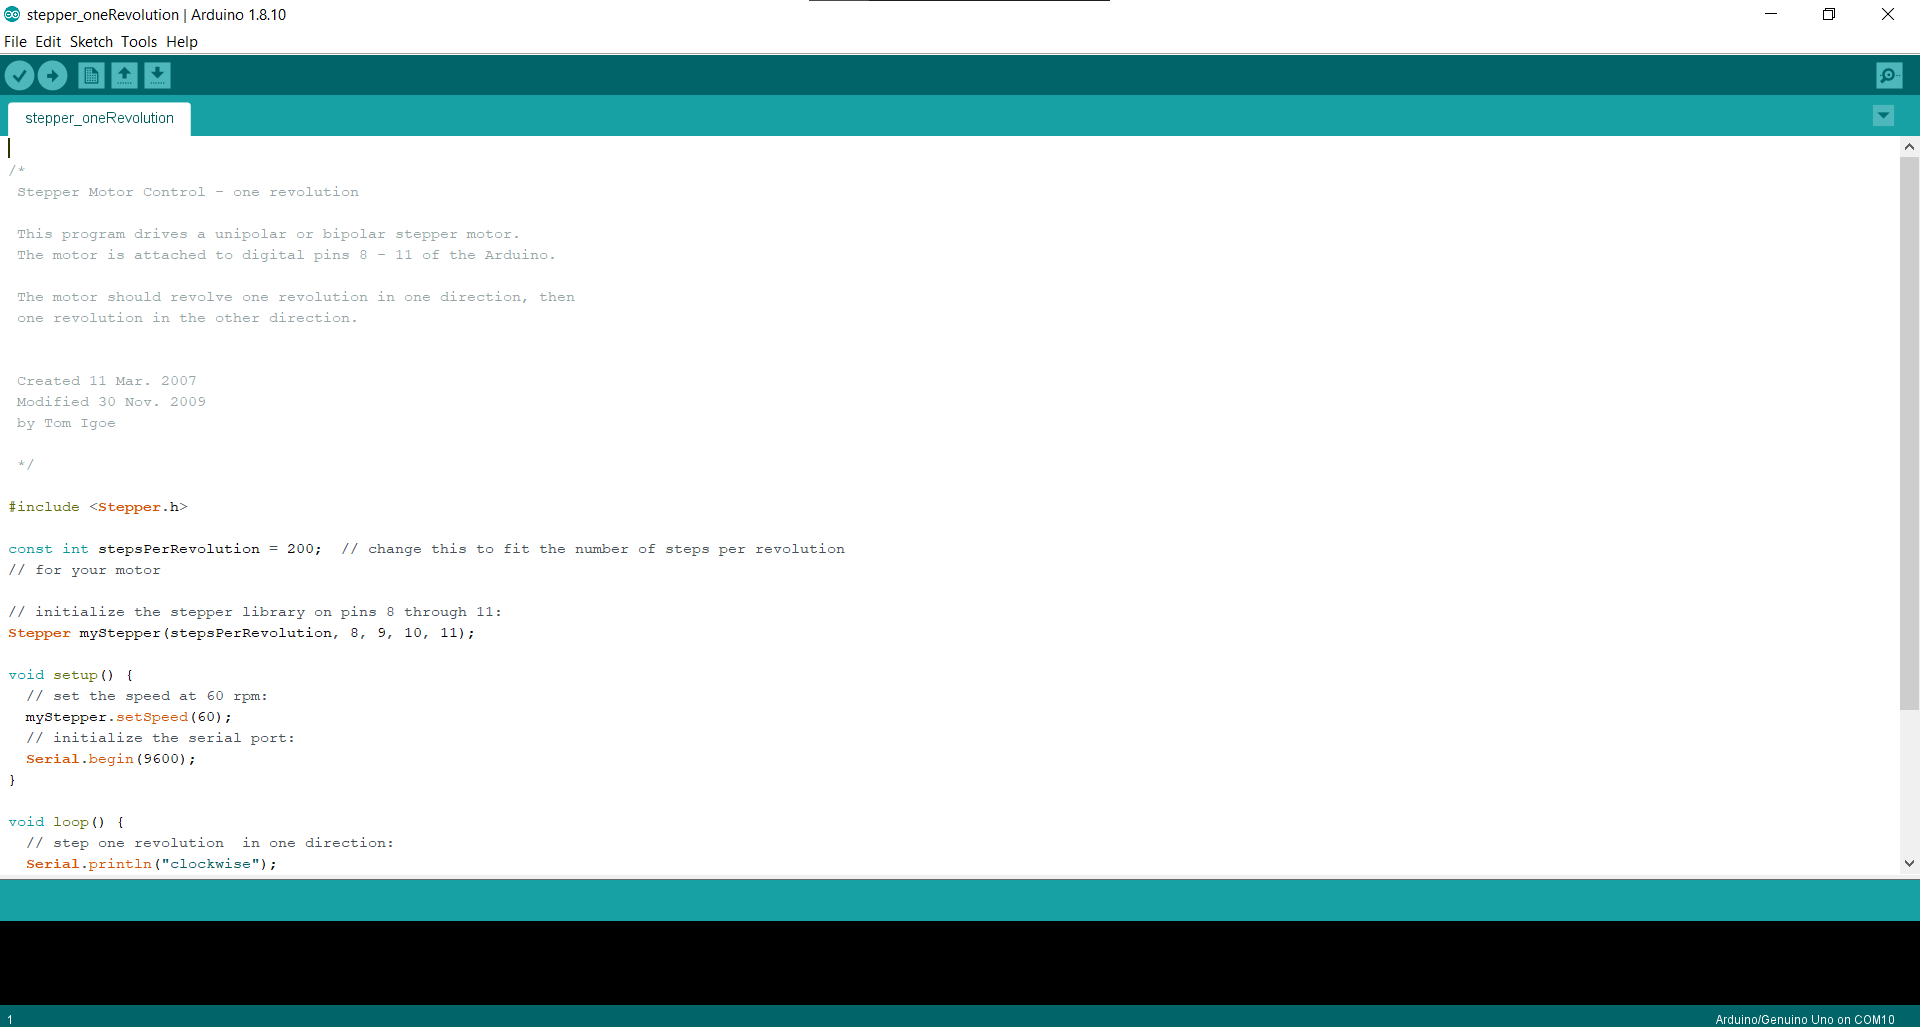 stepper_oneRevolution | Arduino 1.8.10
File Edit Sketch Tools Help
stepper_oneRevolution
/*
Stepper Motor Control - one revolution
This program drives a unipolar or bipolar stepper motor.
The motor is attached to digital pins 8 - 11 of the Arduino.
The motor should revolve one revolution in one direction, then
one revolution in the other direction.
Created 11 Mar. 2007
Modified 30 Nov. 2009
by Tom Igoe
*/
#include <Stepper.h>
const int stepsPerRevolution = 200;  // change this to fit the number of steps per revolution
// for your motor
// initialize the stepper library on pins 8 through 11:
Stepper myStepper(stepsPerRevolution, 8, 9, 10, 11);
void setup() {
  // set the speed at 60 rpm:
  myStepper.setSpeed(60);
  // initialize the serial port:
  Serial.begin(9600);
}
void loop() {
  // step one revolution  in one direction:
  Serial.println("clockwise");
1
Arduino/Genuino Uno on COM10